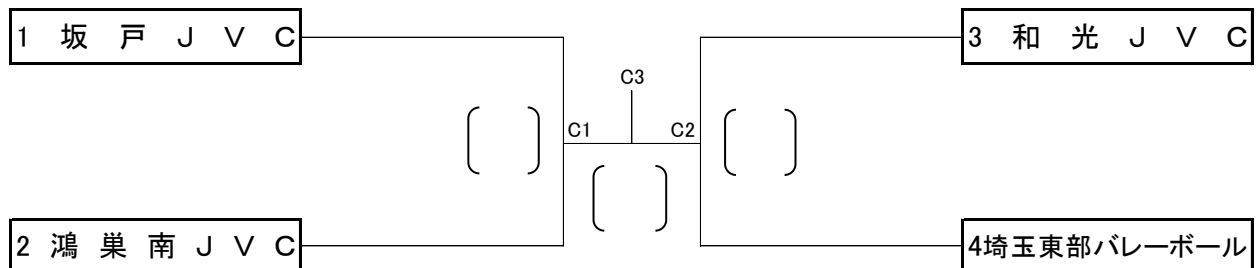 1 坂 戸 J V C
3 和 光 J V C
C3
C1
C2
2 鴻 巣 南 J V C
4埼玉東部バレーボール